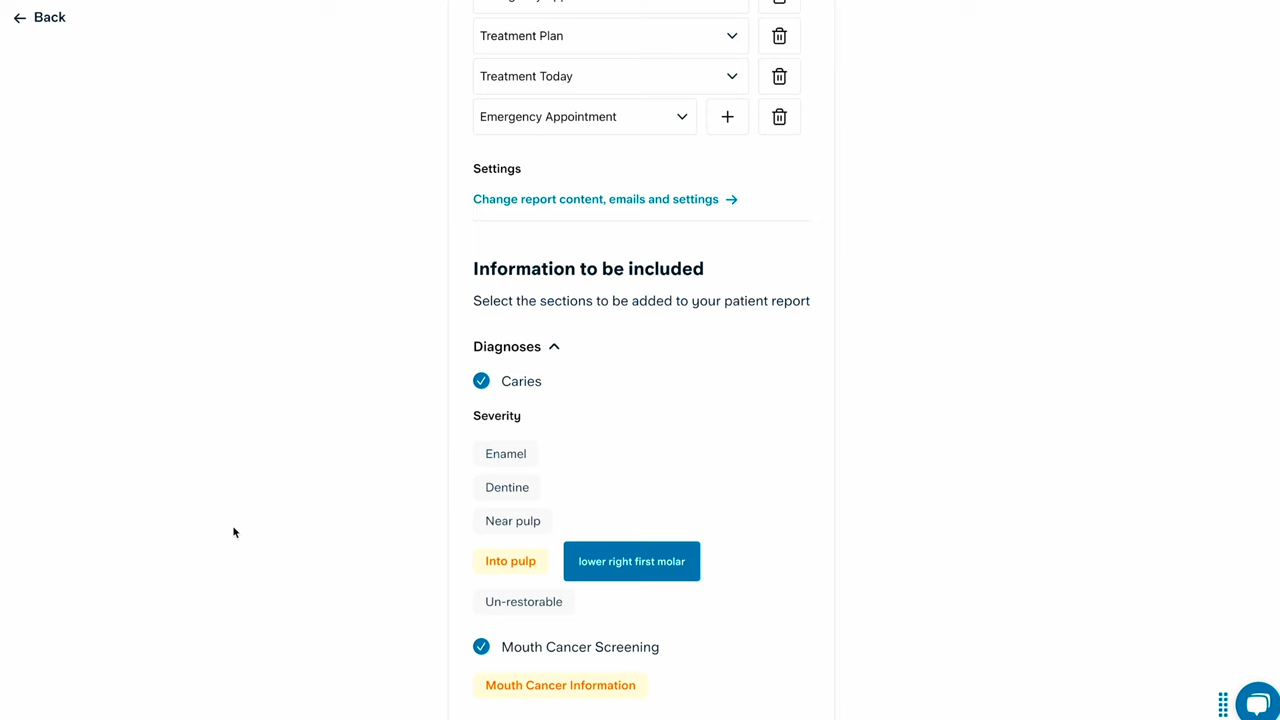 Back
Treatment Plan
Treatment Today
Emergency Appointment
Settings
Change report content, emails and settings
Information to be included
Select the sections to be added to your patient report
Diagnoses
Caries
Severity
Enamel
Dentine
Near pulp
Into pulp lower right first molar
Un-restorable
Mouth Cancer Screening
Mouth Cancer Information